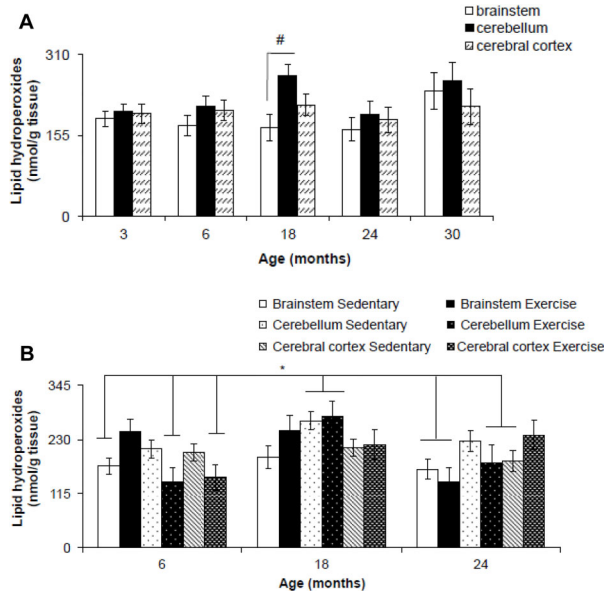 A
brainstem
cerebellum
cerebral cortex
#
310
155
0
Lipid hydroperoxides
(nmol/g tissue)
3 6 18 24 30
Age (months)
Brainstem Sedentary Brainstem Exercise
Cerebellum Sedentary Cerebellum Exercise
Cerebral cortex Sedentary Cerebral cortex Exercise
B
*
345
230
115
0
Lipid hydroperoxides
(nmol/g tissue)
6 18 24
Age (months)